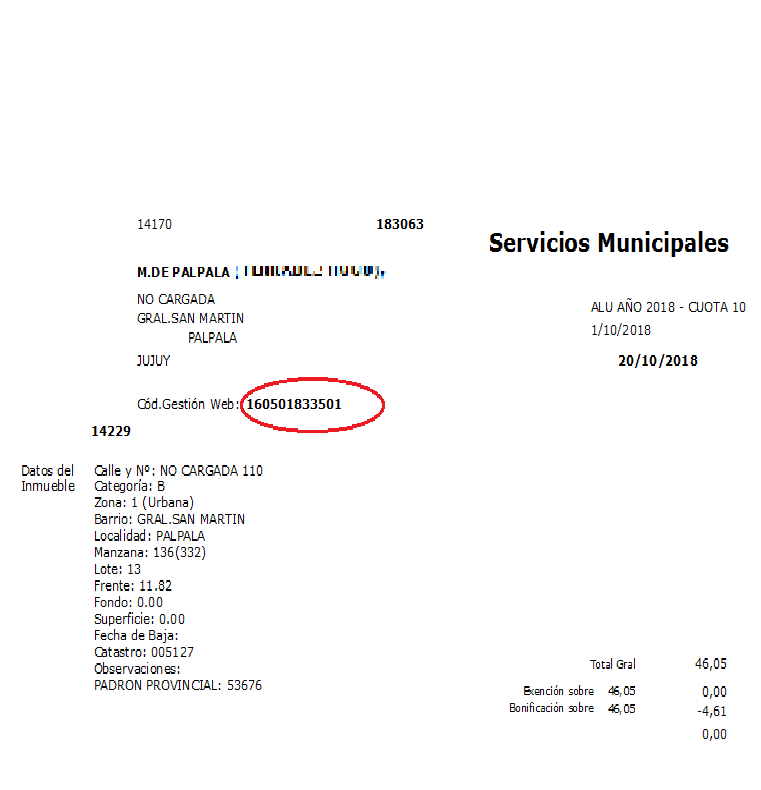 14170 183063
Servicios Municipales
M.DE PALPALA
NO CARGADA
GRAL.SAN MARTIN
PALPALA
JUJUY
ALU AÑO 2018 - CUOTA 10
1/10/2018
20/10/2018
Cód.Gestión Web: 160501833501
14229
Datos del Inmueble
Calle y Nº: NO CARGADA 110
Categoría: B
Zona: 1 (Urbana)
Barrio: GRAL.SAN MARTIN
Localidad: PALPALA
Manzana: 136(332)
Lote: 13
Frente: 11.82
Fondo: 0.00
Superficie: 0.00
Fecha de Baja:
Catastro: 005127
Observaciones:
PADRON PROVINCIAL: 53676
Total Gral 46,05
Exención sobre 46,05 0,00
Bonificación sobre 46,05 -4,61
0,00